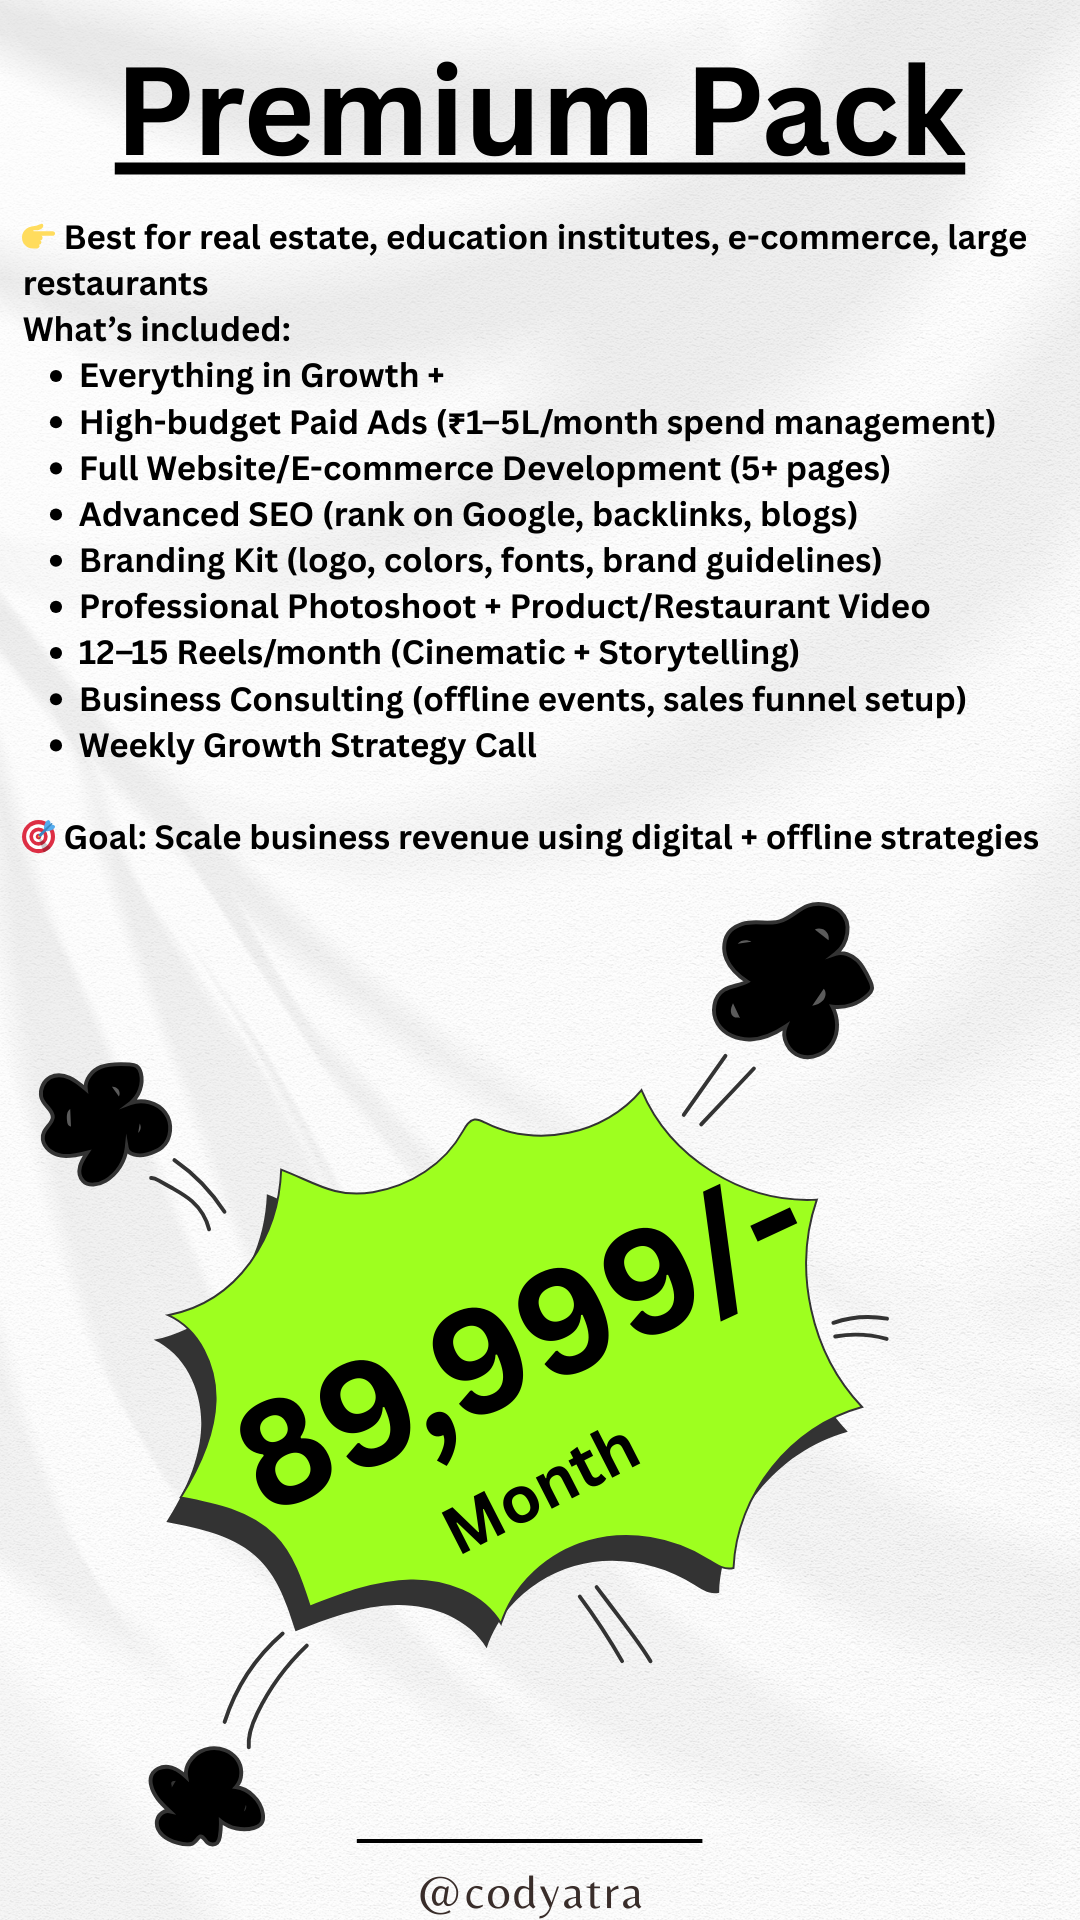 Premium Pack
👉 Best for real estate, education institutes, e-commerce, large
restaurants
What’s included:
• Everything in Growth +
• High-budget Paid Ads (₹1–5L/month spend management)
• Full Website/E-commerce Development (5+ pages)
• Advanced SEO (rank on Google, backlinks, blogs)
• Branding Kit (logo, colors, fonts, brand guidelines)
• Professional Photoshoot + Product/Restaurant Video
• 12–15 Reels/month (Cinematic + Storytelling)
• Business Consulting (offline events, sales funnel setup)
• Weekly Growth Strategy Call
🎯 Goal: Scale business revenue using digital + offline strategies
89,999/-
Month
@codyatra